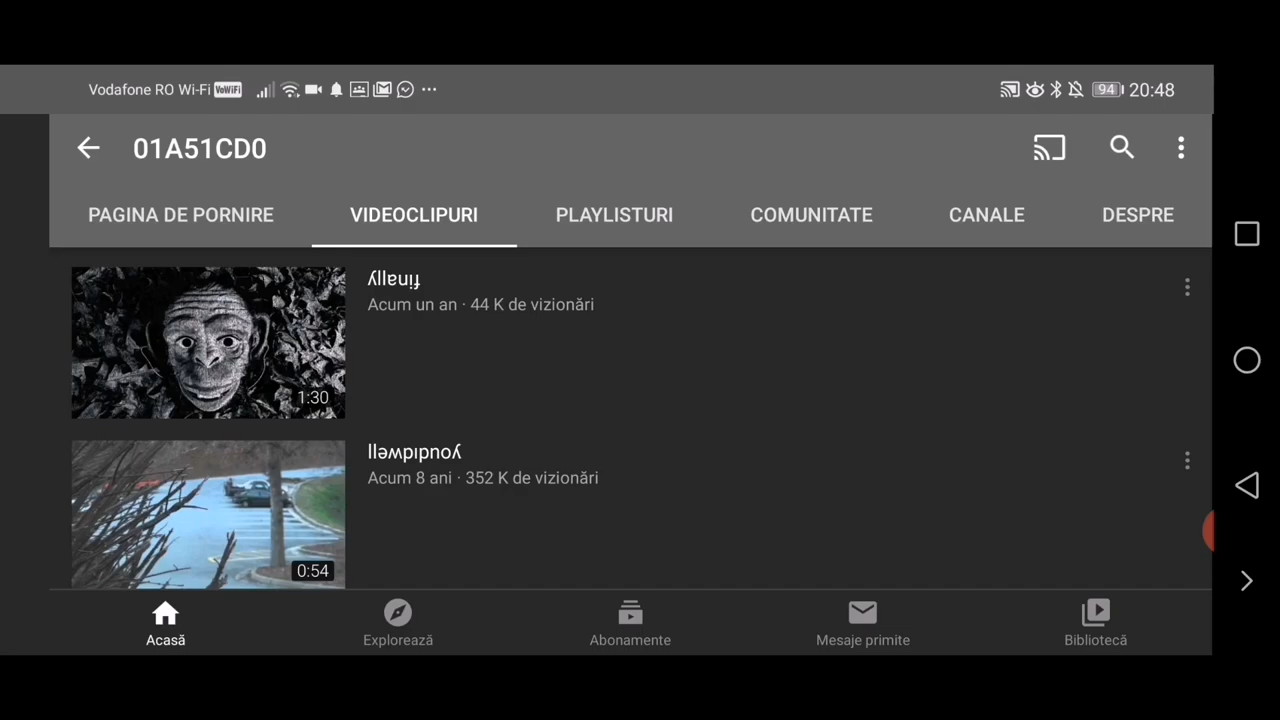 Vodafone RO Wi-Fi VoWiFi 94 20:48
01A51CD0
PAGINA DE PORNIRE VIDEOCLIPURI PLAYLISTURI COMUNITATE CANALE DESPRE
ʎllɐuᴉɟ
Acum un an · 44 K de vizionări
1:30
llǝʍpᴉpnoʎ
Acum 8 ani · 352 K de vizionări
0:54
Acasă Explorează Abonamente Mesaje primite Bibliotecă